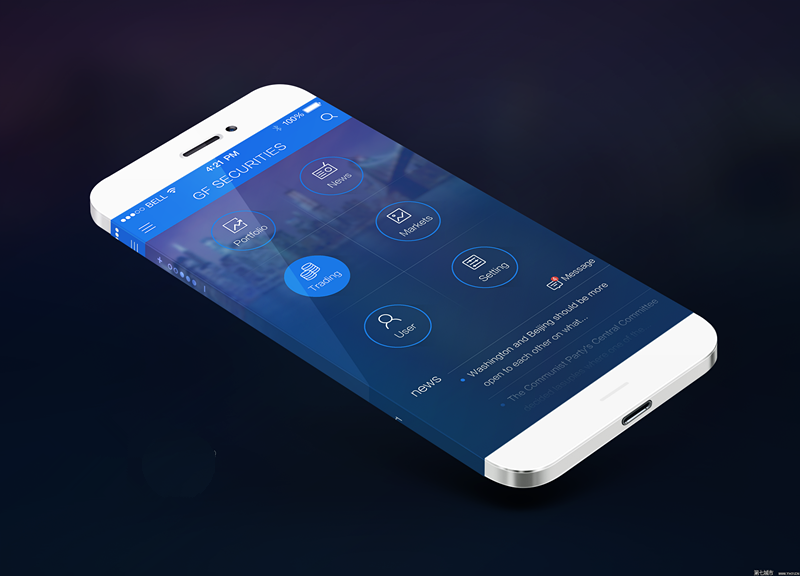 BELL 4:21 PM 100%
GF SECURITIES
Portfolio
News
Trading
Markets
User
Setting
Message
news
Washington and Beijing should be more
open to each other on what...
The Communist Party's Central Committee
第七城市